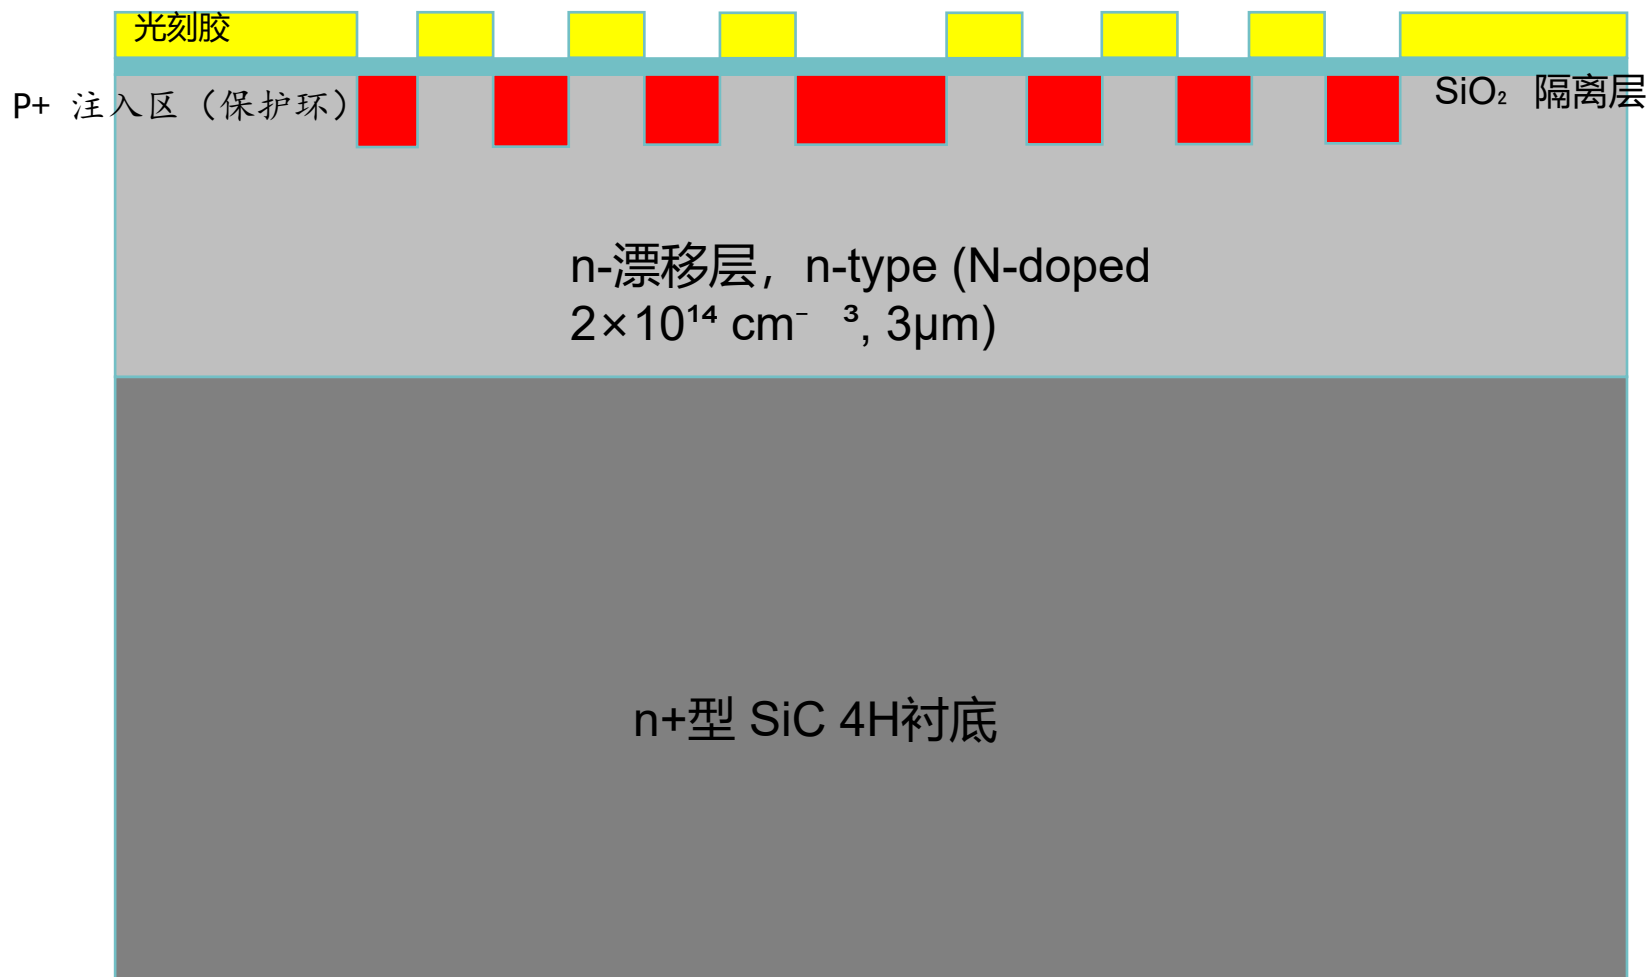 光刻胶
P+ 注入区（保护环）
SiO₂ 隔离层
n-漂移层，n-type (N-doped
2×10¹⁴ cm⁻ ³, 3μm)
n+型 SiC 4H衬底